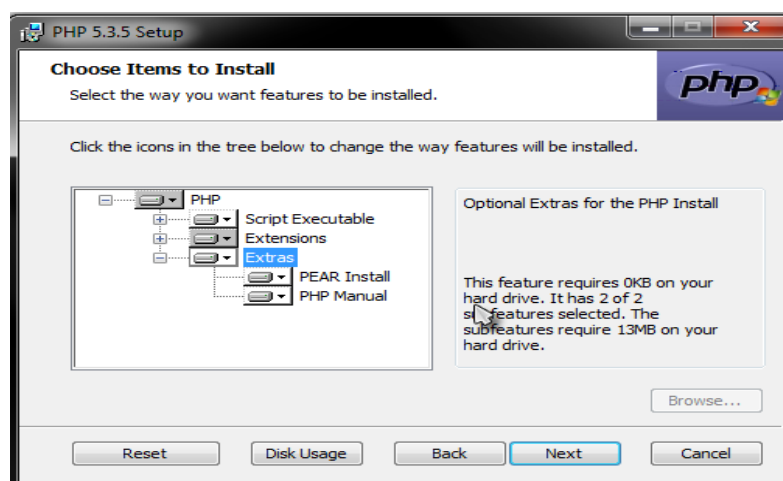 PHP 5.3.5 Setup
Choose Items to Install
Select the way you want features to be installed.
php
Click the icons in the tree below to change the way features will be installed.
PHP
Script Executable
Extensions
Extras
PEAR Install
PHP Manual
Optional Extras for the PHP Install
This feature requires 0KB on your
hard drive. It has 2 of 2
subfeatures selected. The
subfeatures require 13MB on your
hard drive.
Browse...
Reset
Disk Usage
Back
Next
Cancel